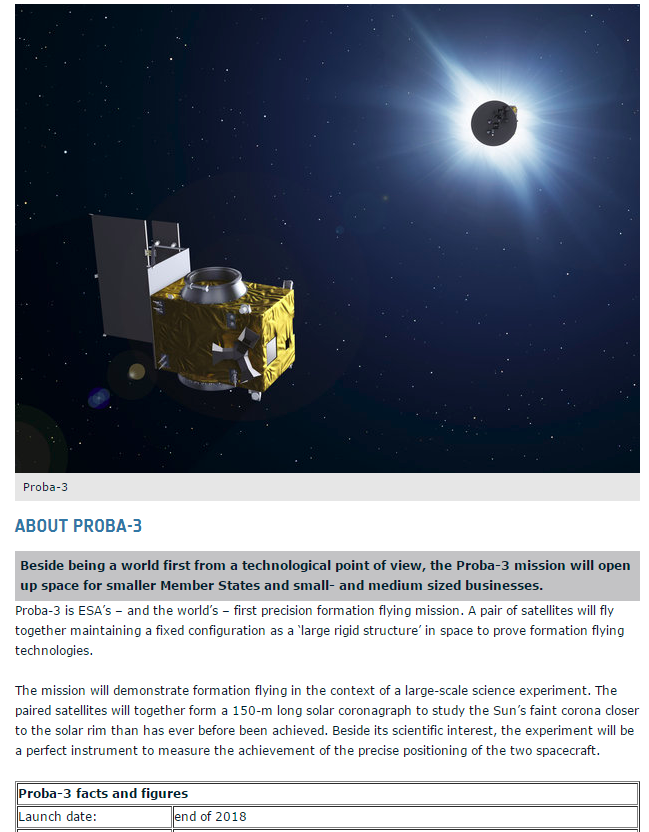 Proba-3
ABOUT PROBA-3
Beside being a world first from a technological point of view, the Proba-3 mission will open
up space for smaller Member States and small- and medium sized businesses.
Proba-3 is ESA´s – and the world´s – first precision formation flying mission. A pair of satellites will fly
together maintaining a fixed configuration as a ‘large rigid structure’ in space to prove formation flying
technologies.
The mission will demonstrate formation flying in the context of a large-scale science experiment. The
paired satellites will together form a 150-m long solar coronagraph to study the Sun´s faint corona closer
to the solar rim than has ever before been achieved. Beside its scientific interest, the experiment will be
a perfect instrument to measure the achievement of the precise positioning of the two spacecraft.
Proba-3 facts and figures
Launch date: end of 2018